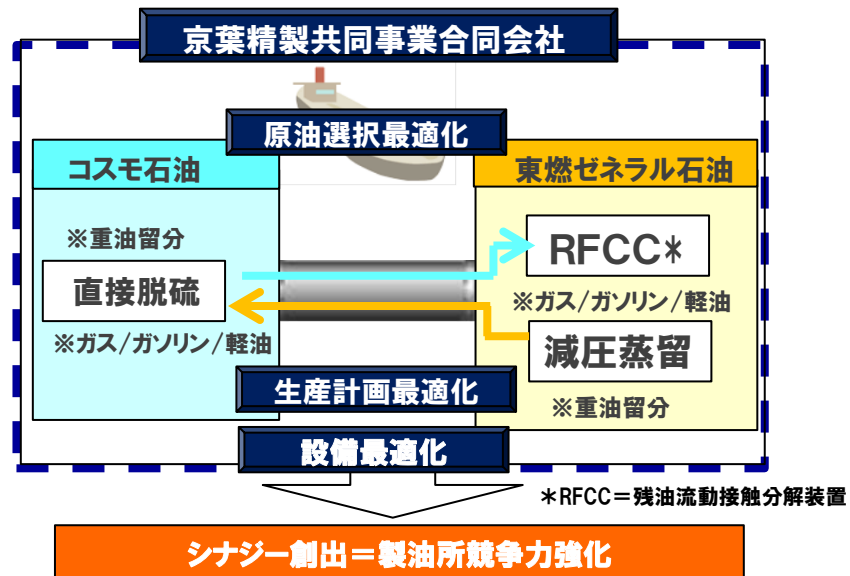 京葉精製共同事業合同会社
原油選択最適化
コスモ石油
東燃ゼネラル石油
※重油留分
直接脱硫
※ガス/ガソリン/軽油
RFCC*
※ガス/ガソリン/軽油
減圧蒸留
※重油留分
生産計画最適化
設備最適化
*RFCC=残油流動接触分解装置
シナジー創出=製油所競争力強化